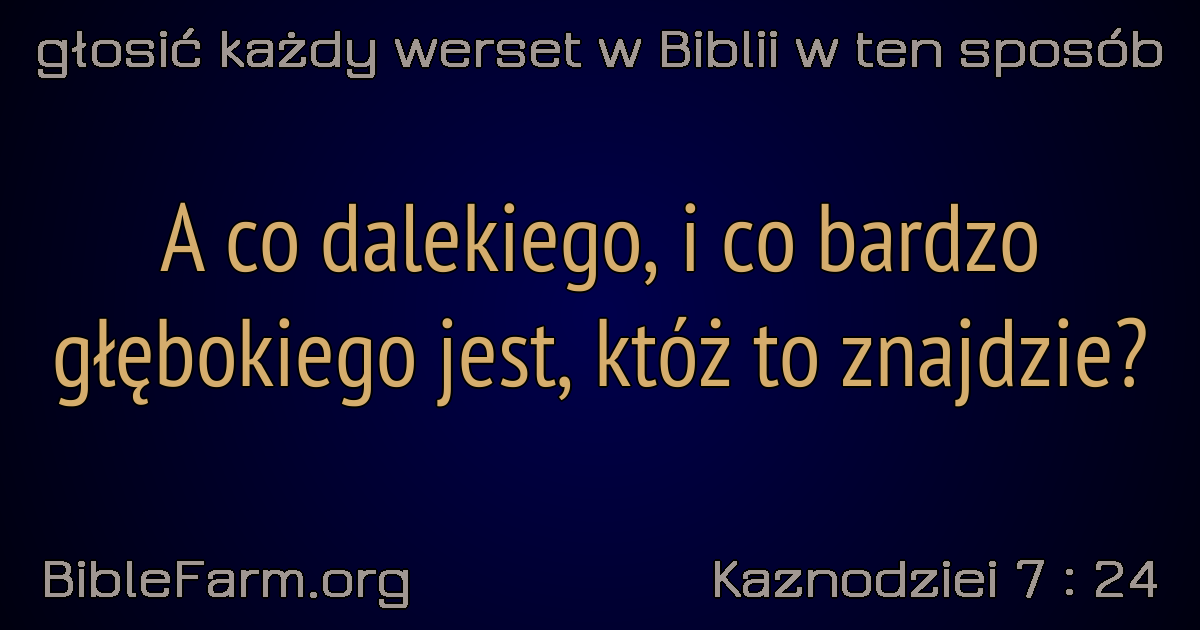 głosić każdy werset w Biblii w ten sposób
A co dalekiego, i co bardzo
głębokiego jest, któż to znajdzie?
BibleFarm.org
Kaznodziei 7 : 24